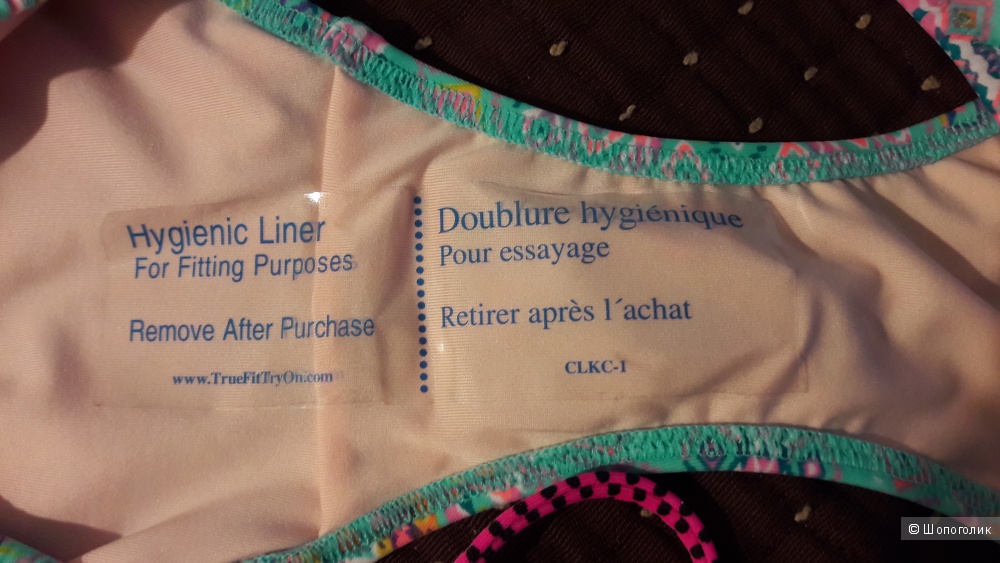 Hygienic Liner
For Fitting Purposes
Remove After Purchase
www.TrueFitTryOn.com
Doublure hygiénique
Pour essayage
Retirer après l´achat
CLKC-1
© Шопоголик